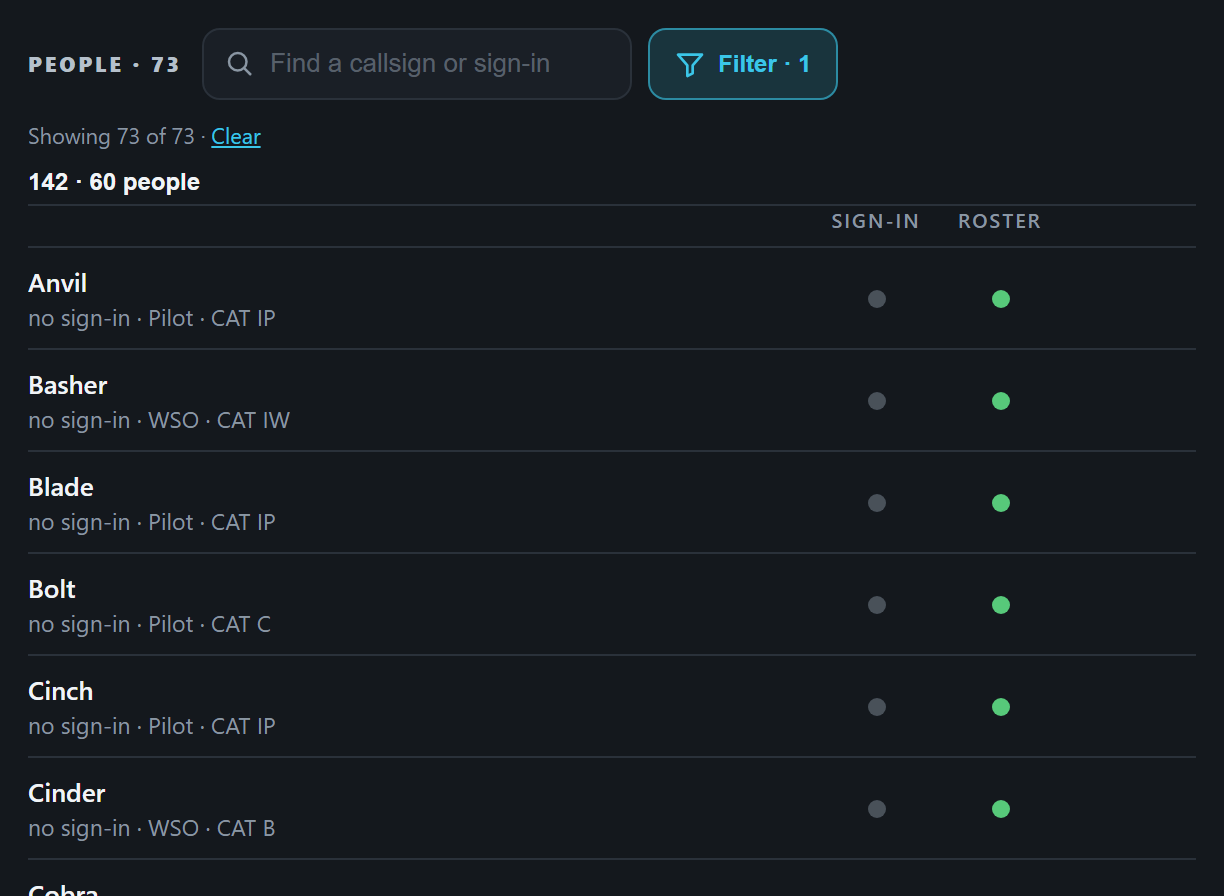 PEOPLE · 73
Find a callsign or sign-in
Filter · 1
Showing 73 of 73 · Clear
142 · 60 people
SIGN-IN ROSTER
Anvil
no sign-in · Pilot · CAT IP
Basher
no sign-in · WSO · CAT IW
Blade
no sign-in · Pilot · CAT IP
Bolt
no sign-in · Pilot · CAT C
Cinch
no sign-in · Pilot · CAT IP
Cinder
no sign-in · WSO · CAT B
Cobra